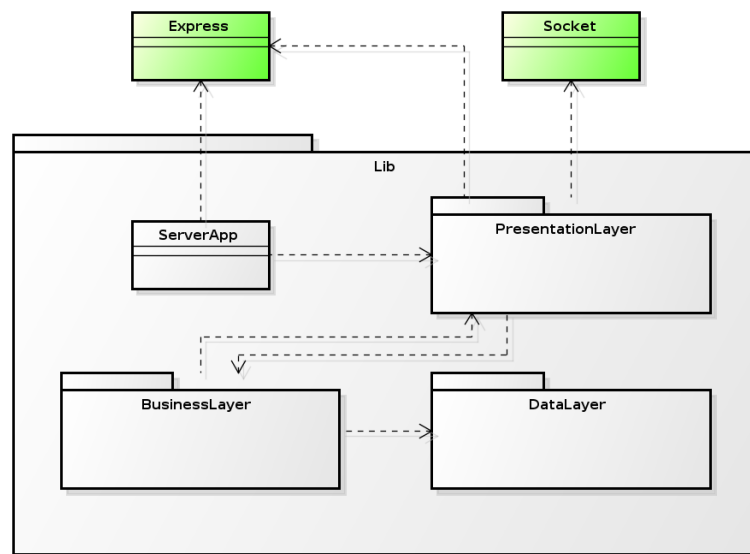 Express
Socket
Lib
ServerApp
PresentationLayer
BusinessLayer
DataLayer